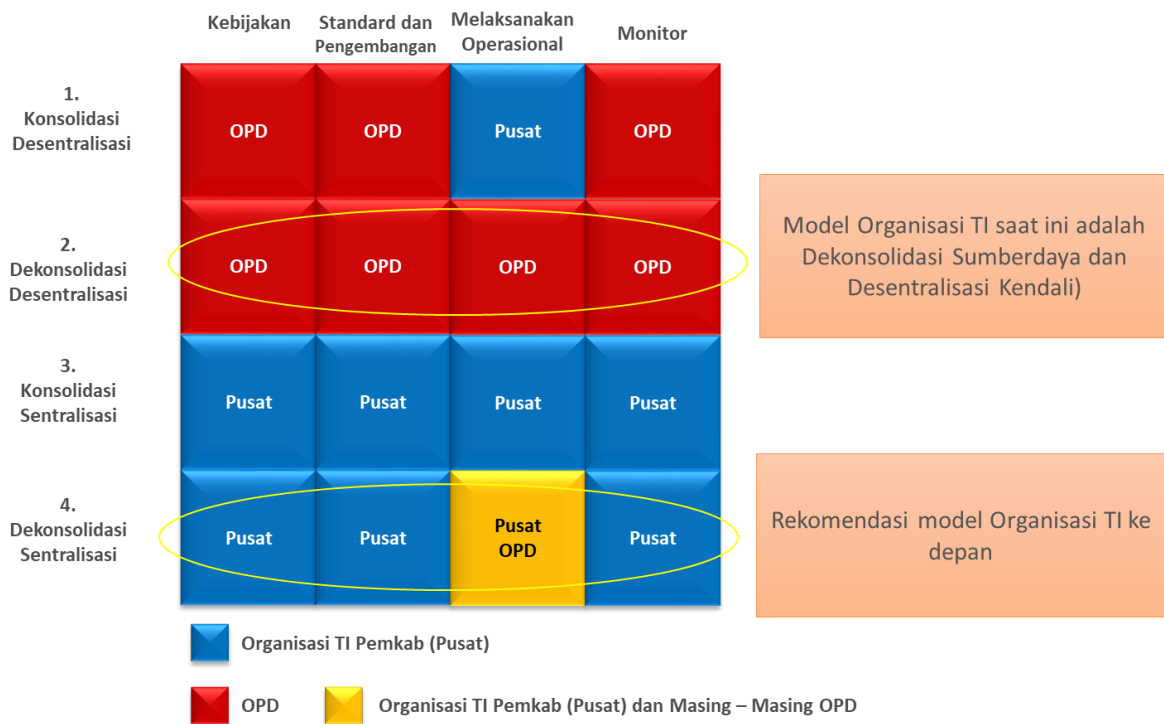 Kebijakan
Standard dan
Pengembangan
Melaksanakan
Operasional
Monitor
1.
Konsolidasi
Desentralisasi
OPD
OPD
Pusat
OPD
2.
Dekonsolidasi
Desentralisasi
OPD
OPD
OPD
OPD
Model Organisasi TI saat ini adalah
Dekonsolidasi Sumberdaya dan
Desentralisasi Kendali)
3.
Konsolidasi
Sentralisasi
Pusat
Pusat
Pusat
Pusat
4.
Dekonsolidasi
Sentralisasi
Pusat
Pusat
Pusat
OPD
Pusat
Rekomendasi model Organisasi TI ke
depan
Organisasi TI Pemkab (Pusat)
OPD
Organisasi TI Pemkab (Pusat) dan Masing – Masing OPD